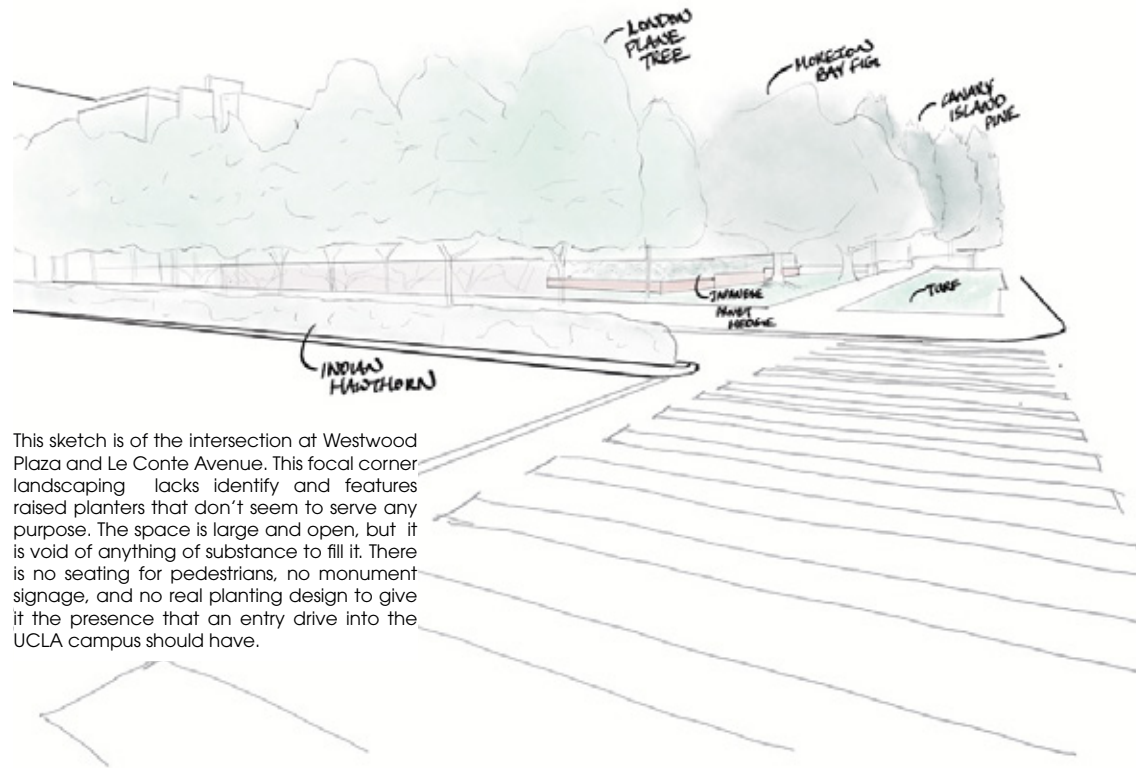 LONDON
PLANE
TREE
MORETON
BAY FIG
CANARY
ISLAND
PINE
JAPANESE
PRIVET
HEDGE
TURF
INDIAN
HAWTHORN
This sketch is of the intersection at Westwood
Plaza and Le Conte Avenue. This focal corner
landscaping lacks identify and features
raised planters that don't seem to serve any
purpose. The space is large and open, but it
is void of anything of substance to fill it. There
is no seating for pedestrians, no monument
signage, and no real planting design to give
it the presence that an entry drive into the
UCLA campus should have.